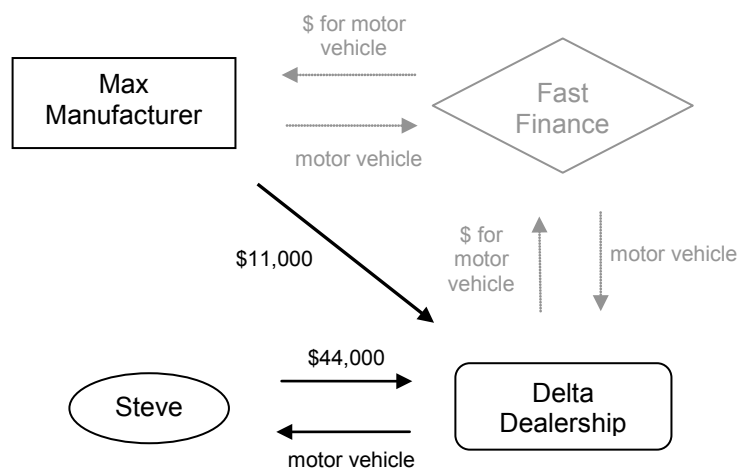 $ for motor
vehicle
Max
Manufacturer
Fast
Finance
motor vehicle
$11,000
$ for
motor
vehicle
motor vehicle
$44,000
Steve
Delta
Dealership
motor vehicle